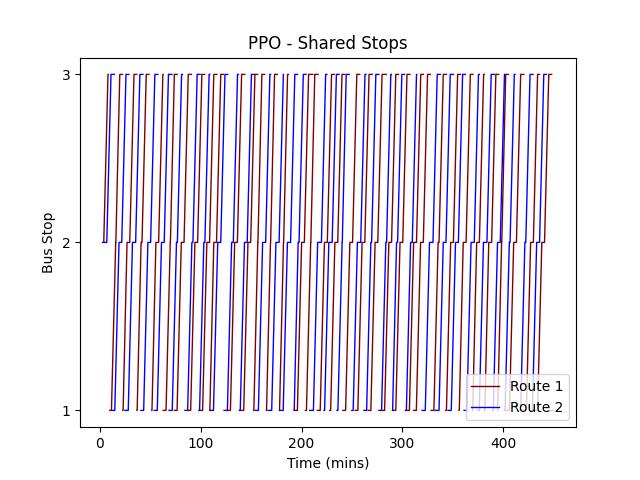 PPO - Shared Stops
3
2
1
Bus Stop
0
100
200
300
400
Time (mins)
Route 1
Route 2